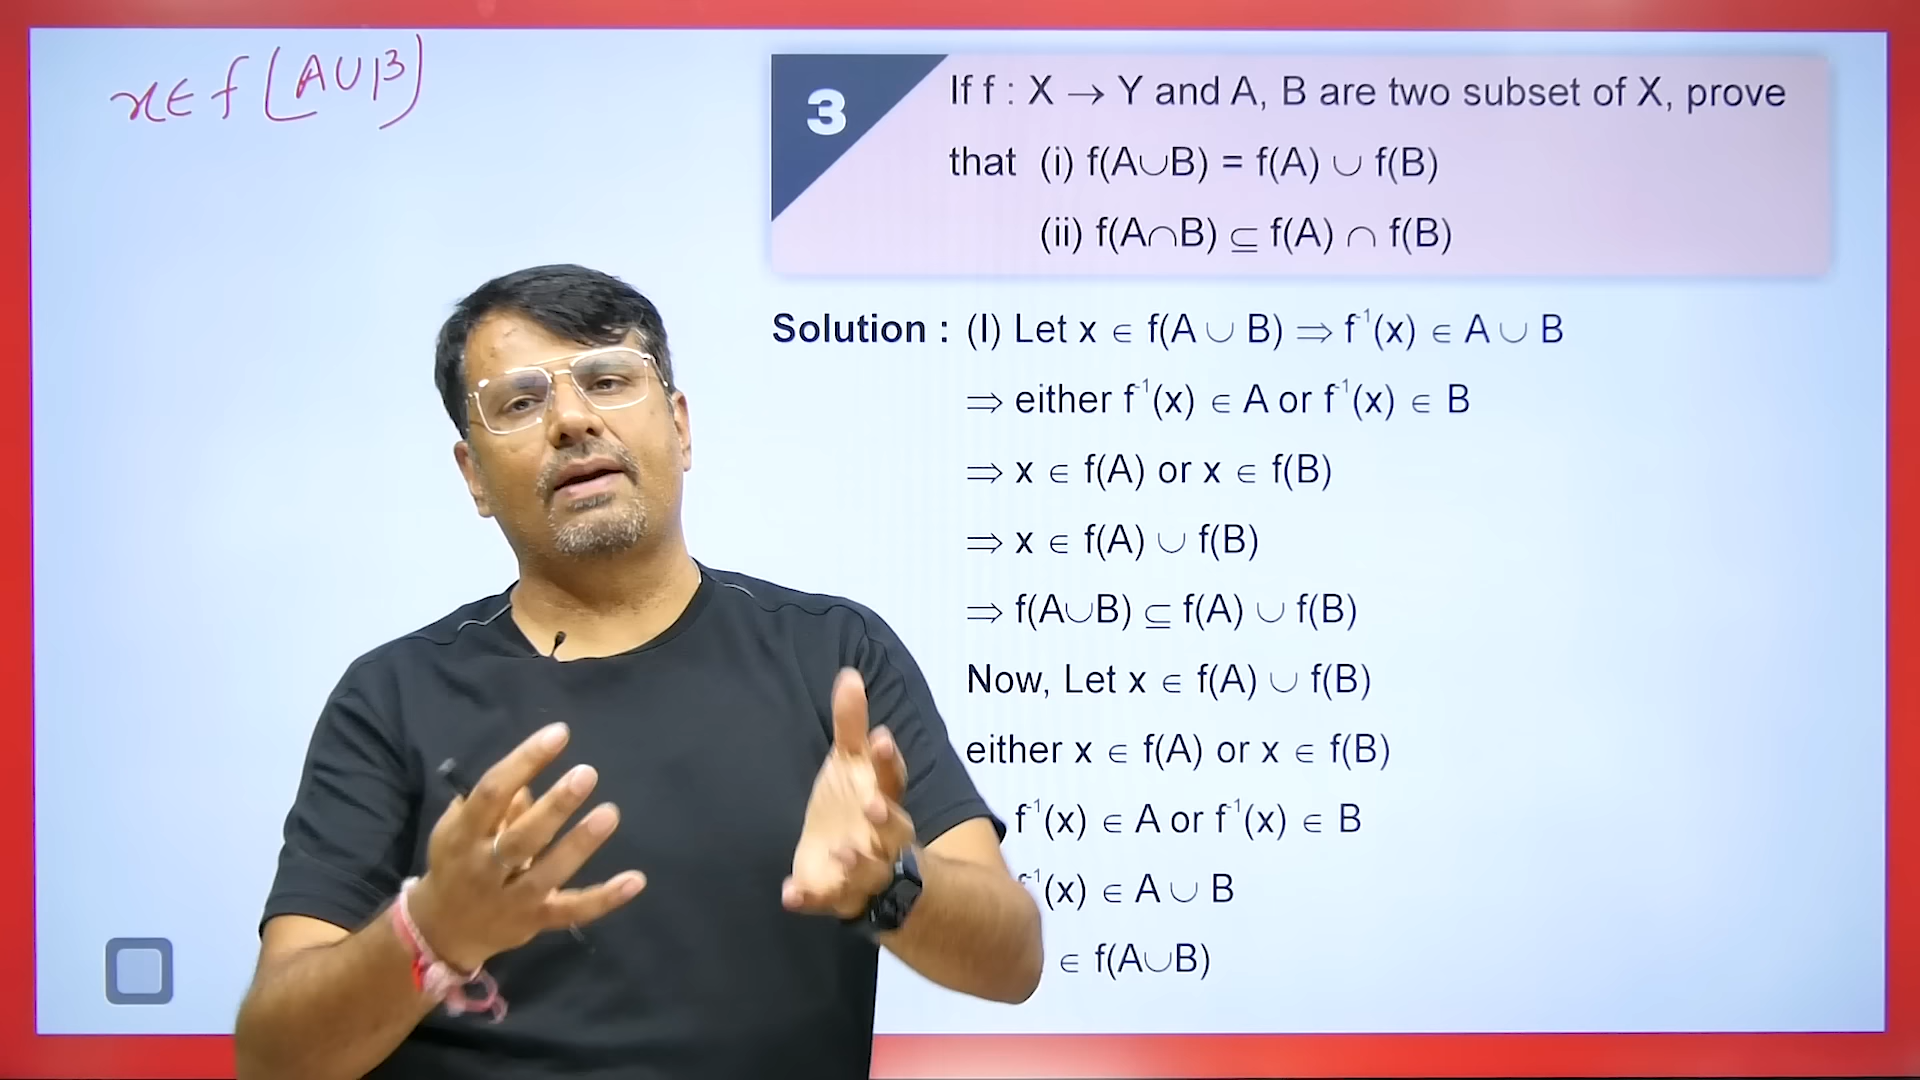 x ∈ f (A∪B)
3
If f : X → Y and A, B are two subset of X, prove
that (i) f(A∪B) = f(A) ∪ f(B)
(ii) f(A∩B) ⊆ f(A) ∩ f(B)
Solution : (I) Let x ∈ f(A ∪ B) ⇒ f⁻¹(x) ∈ A ∪ B
⇒ either f⁻¹(x) ∈ A or f⁻¹(x) ∈ B
⇒ x ∈ f(A) or x ∈ f(B)
⇒ x ∈ f(A) ∪ f(B)
⇒ f(A∪B) ⊆ f(A) ∪ f(B)
Now, Let x ∈ f(A) ∪ f(B)
either x ∈ f(A) or x ∈ f(B)
f⁻¹(x) ∈ A or f⁻¹(x) ∈ B
f⁻¹(x) ∈ A ∪ B
∈ f(A∪B)